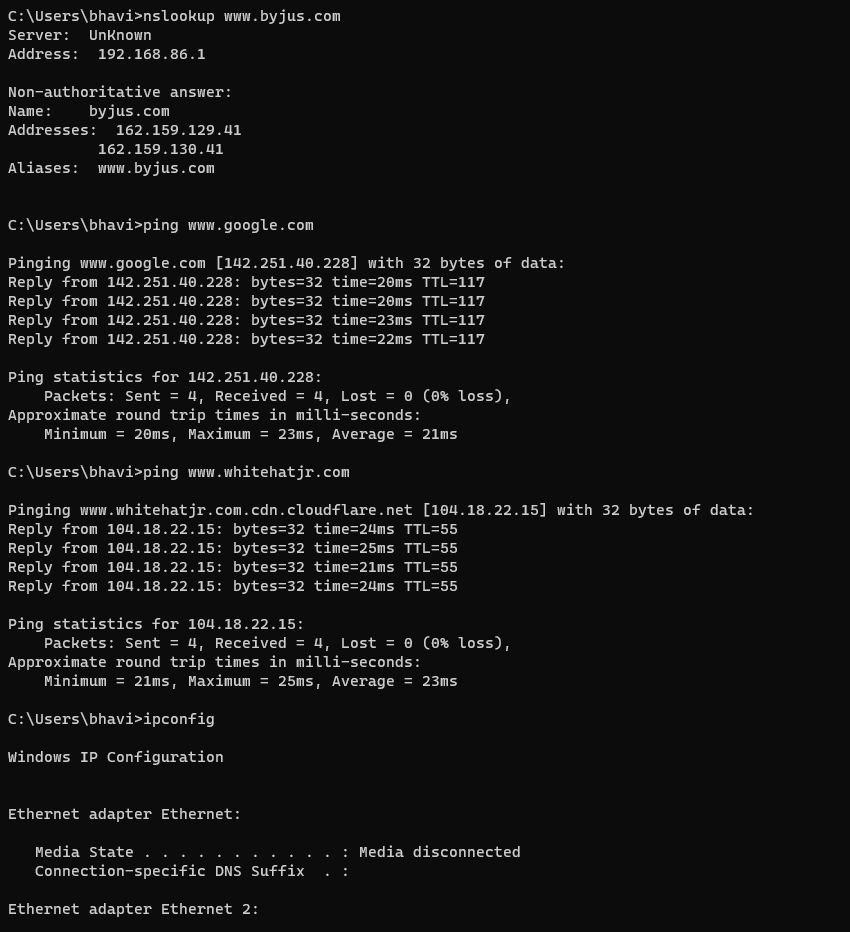 C:\Users\bhavi>nslookup www.byjus.com
Server:  UnKnown
Address:  192.168.86.1

Non-authoritative answer:
Name:    byjus.com
Addresses:  162.159.129.41
          162.159.130.41
Aliases:  www.byjus.com


C:\Users\bhavi>ping www.google.com

Pinging www.google.com [142.251.40.228] with 32 bytes of data:
Reply from 142.251.40.228: bytes=32 time=20ms TTL=117
Reply from 142.251.40.228: bytes=32 time=20ms TTL=117
Reply from 142.251.40.228: bytes=32 time=23ms TTL=117
Reply from 142.251.40.228: bytes=32 time=22ms TTL=117

Ping statistics for 142.251.40.228:
    Packets: Sent = 4, Received = 4, Lost = 0 (0% loss),
Approximate round trip times in milli-seconds:
    Minimum = 20ms, Maximum = 23ms, Average = 21ms

C:\Users\bhavi>ping www.whitehatjr.com

Pinging www.whitehatjr.com.cdn.cloudflare.net [104.18.22.15] with 32 bytes of data:
Reply from 104.18.22.15: bytes=32 time=24ms TTL=55
Reply from 104.18.22.15: bytes=32 time=25ms TTL=55
Reply from 104.18.22.15: bytes=32 time=21ms TTL=55
Reply from 104.18.22.15: bytes=32 time=24ms TTL=55

Ping statistics for 104.18.22.15:
    Packets: Sent = 4, Received = 4, Lost = 0 (0% loss),
Approximate round trip times in milli-seconds:
    Minimum = 21ms, Maximum = 25ms, Average = 23ms

C:\Users\bhavi>ipconfig

Windows IP Configuration


Ethernet adapter Ethernet:

   Media State . . . . . . . . . . . : Media disconnected
   Connection-specific DNS Suffix  . :

Ethernet adapter Ethernet 2: